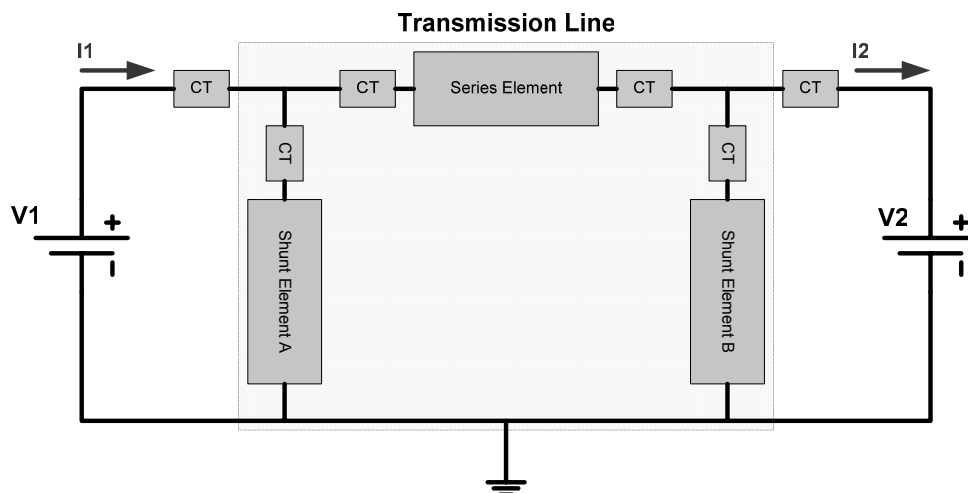 Transmission Line
I1
I2
CT
CT
Series Element
CT
CT
CT
CT
V1
+
-
Shunt Element A
Shunt Element B
V2
+
-